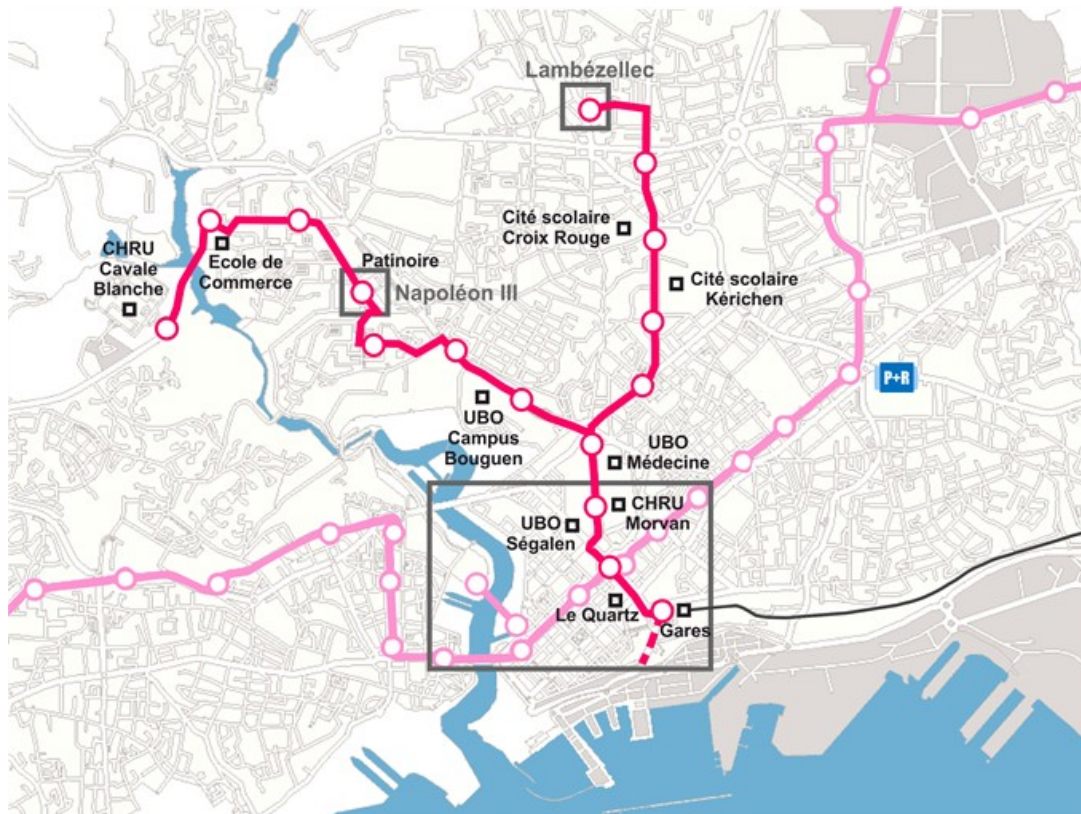 Lambézellec
Cité scolaire
Croix Rouge
CHRU
Cavale
Blanche
Ecole de
Commerce
Patinoire
Napoléon III
Cité scolaire
Kérichen
P+R
UBO
Campus
Bouguen
UBO
Médecine
CHRU
Morvan
UBO
Ségalen
Le Quartz
Gares